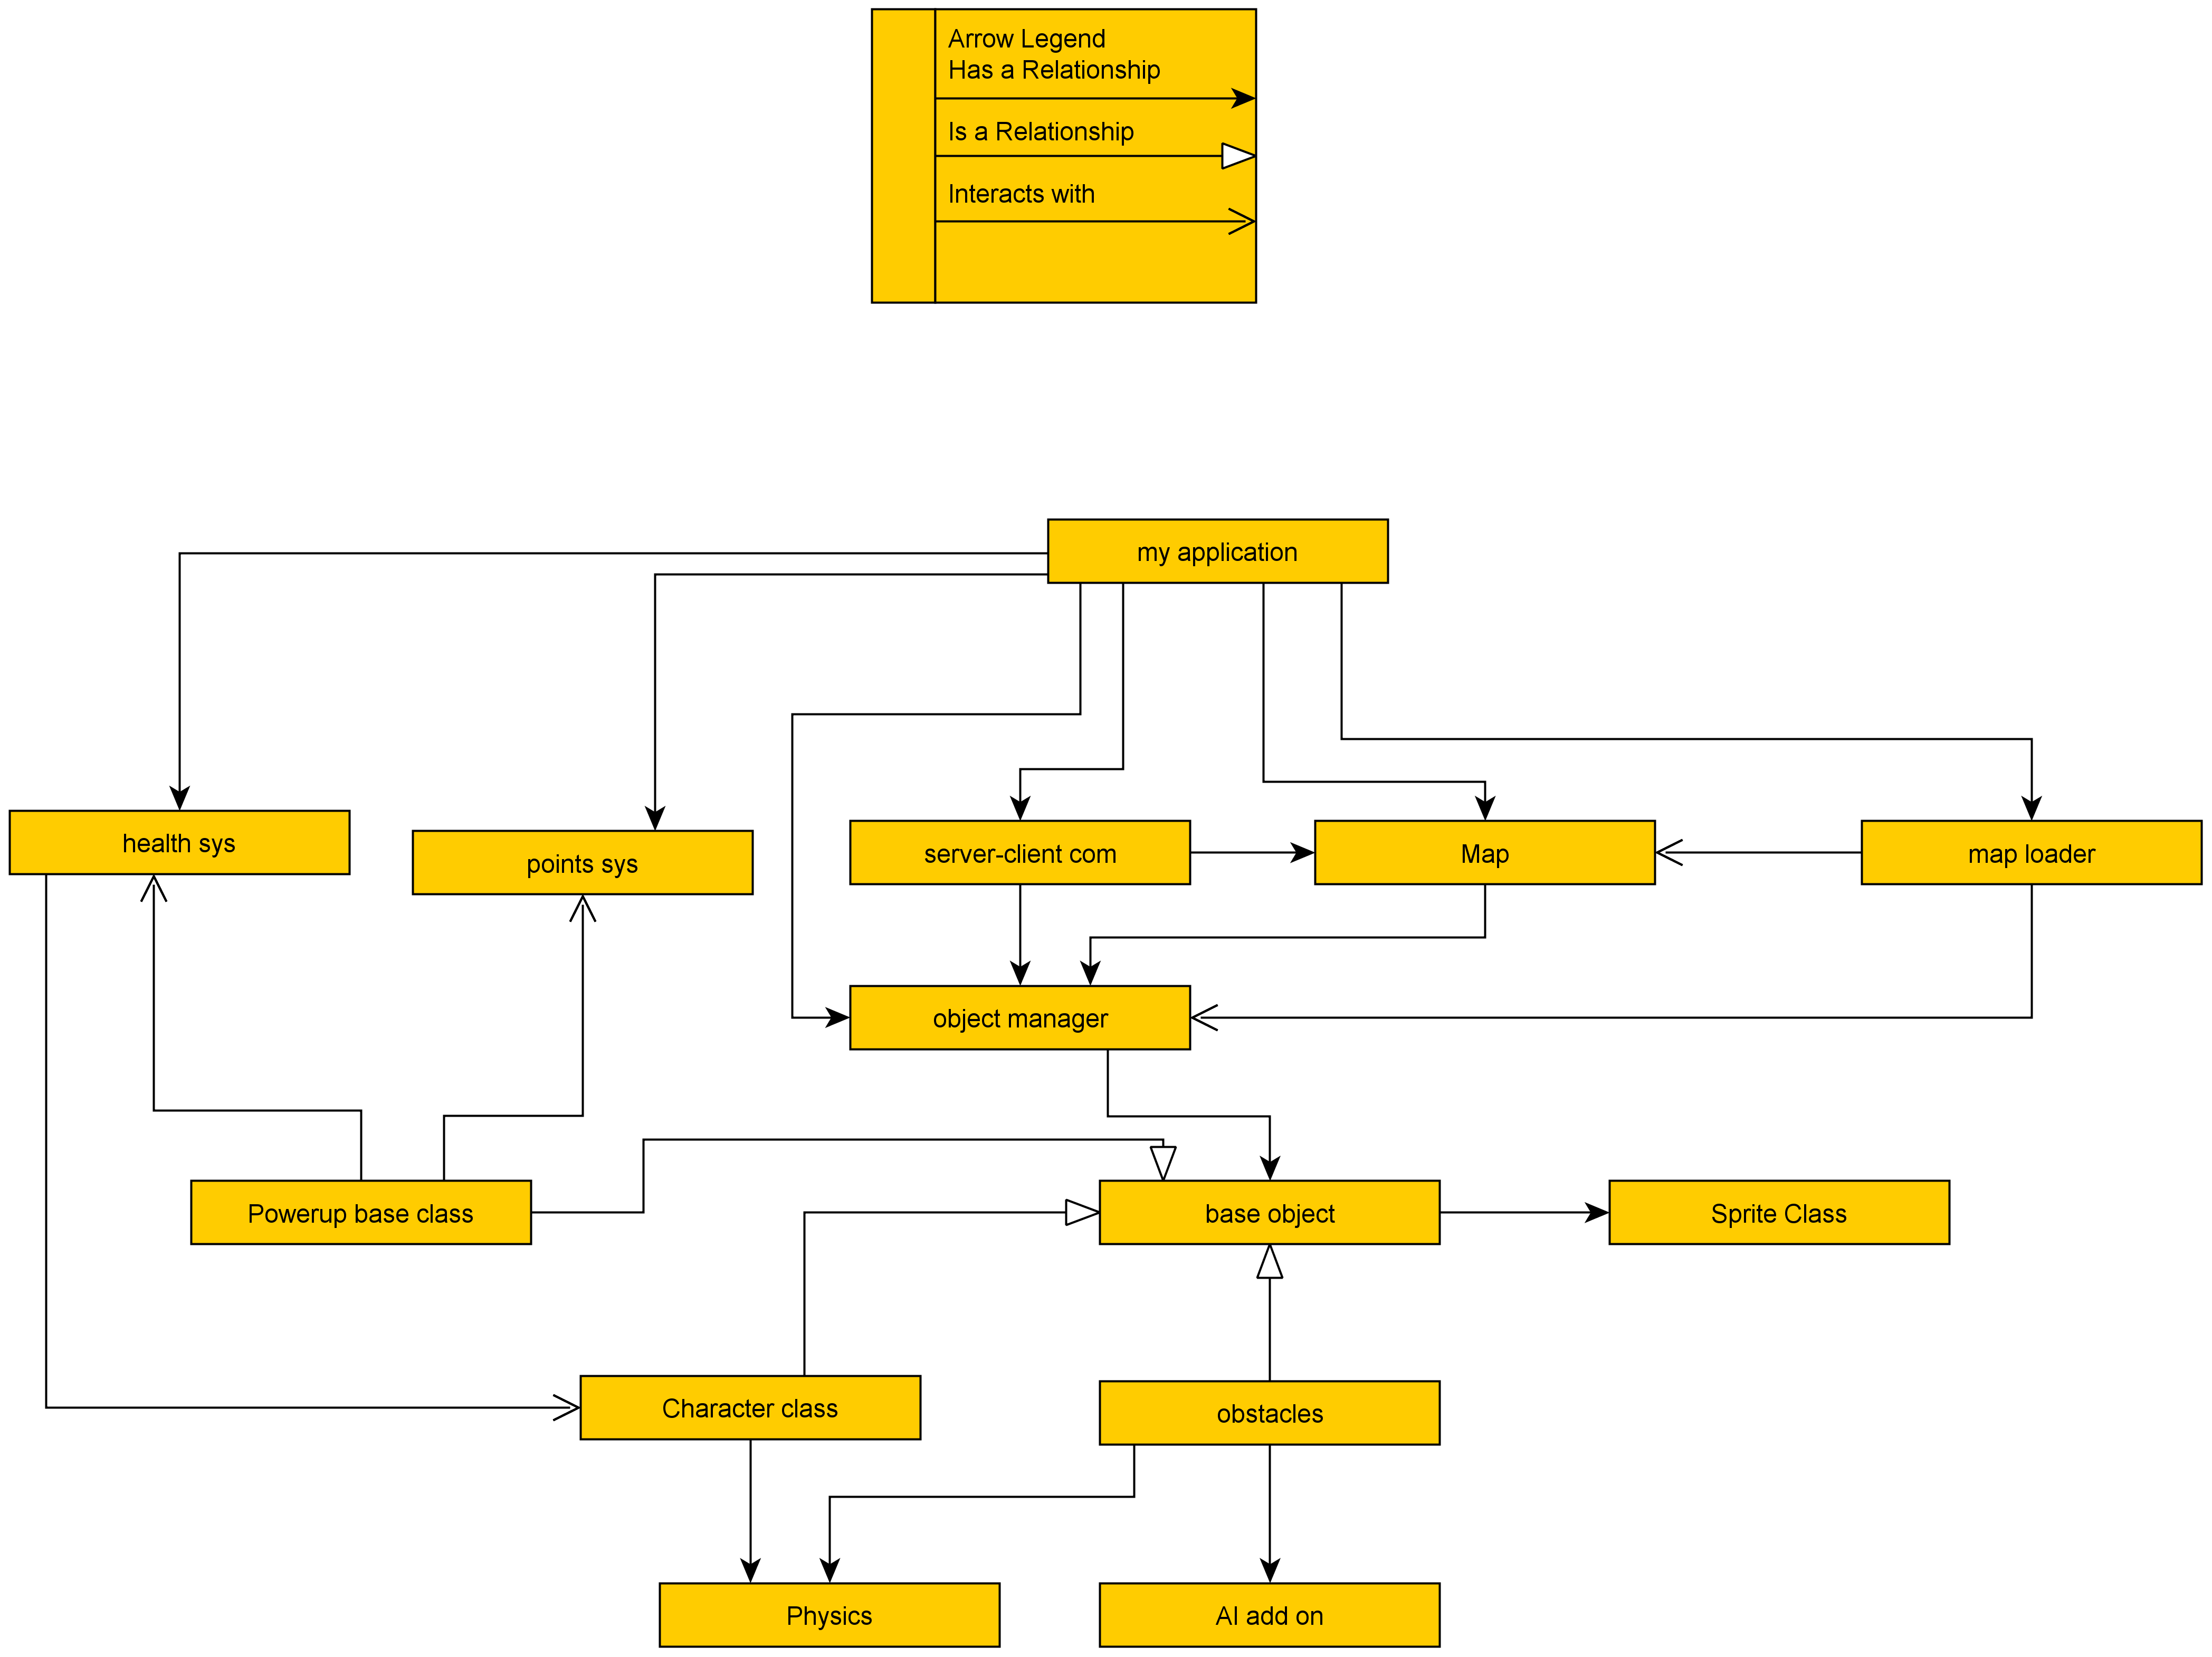 Arrow Legend
Has a Relationship
Is a Relationship
Interacts with
my application
health sys
points sys
server-client com
Map
map loader
object manager
Powerup base class
base object
Sprite Class
Character class
obstacles
Physics
AI add on